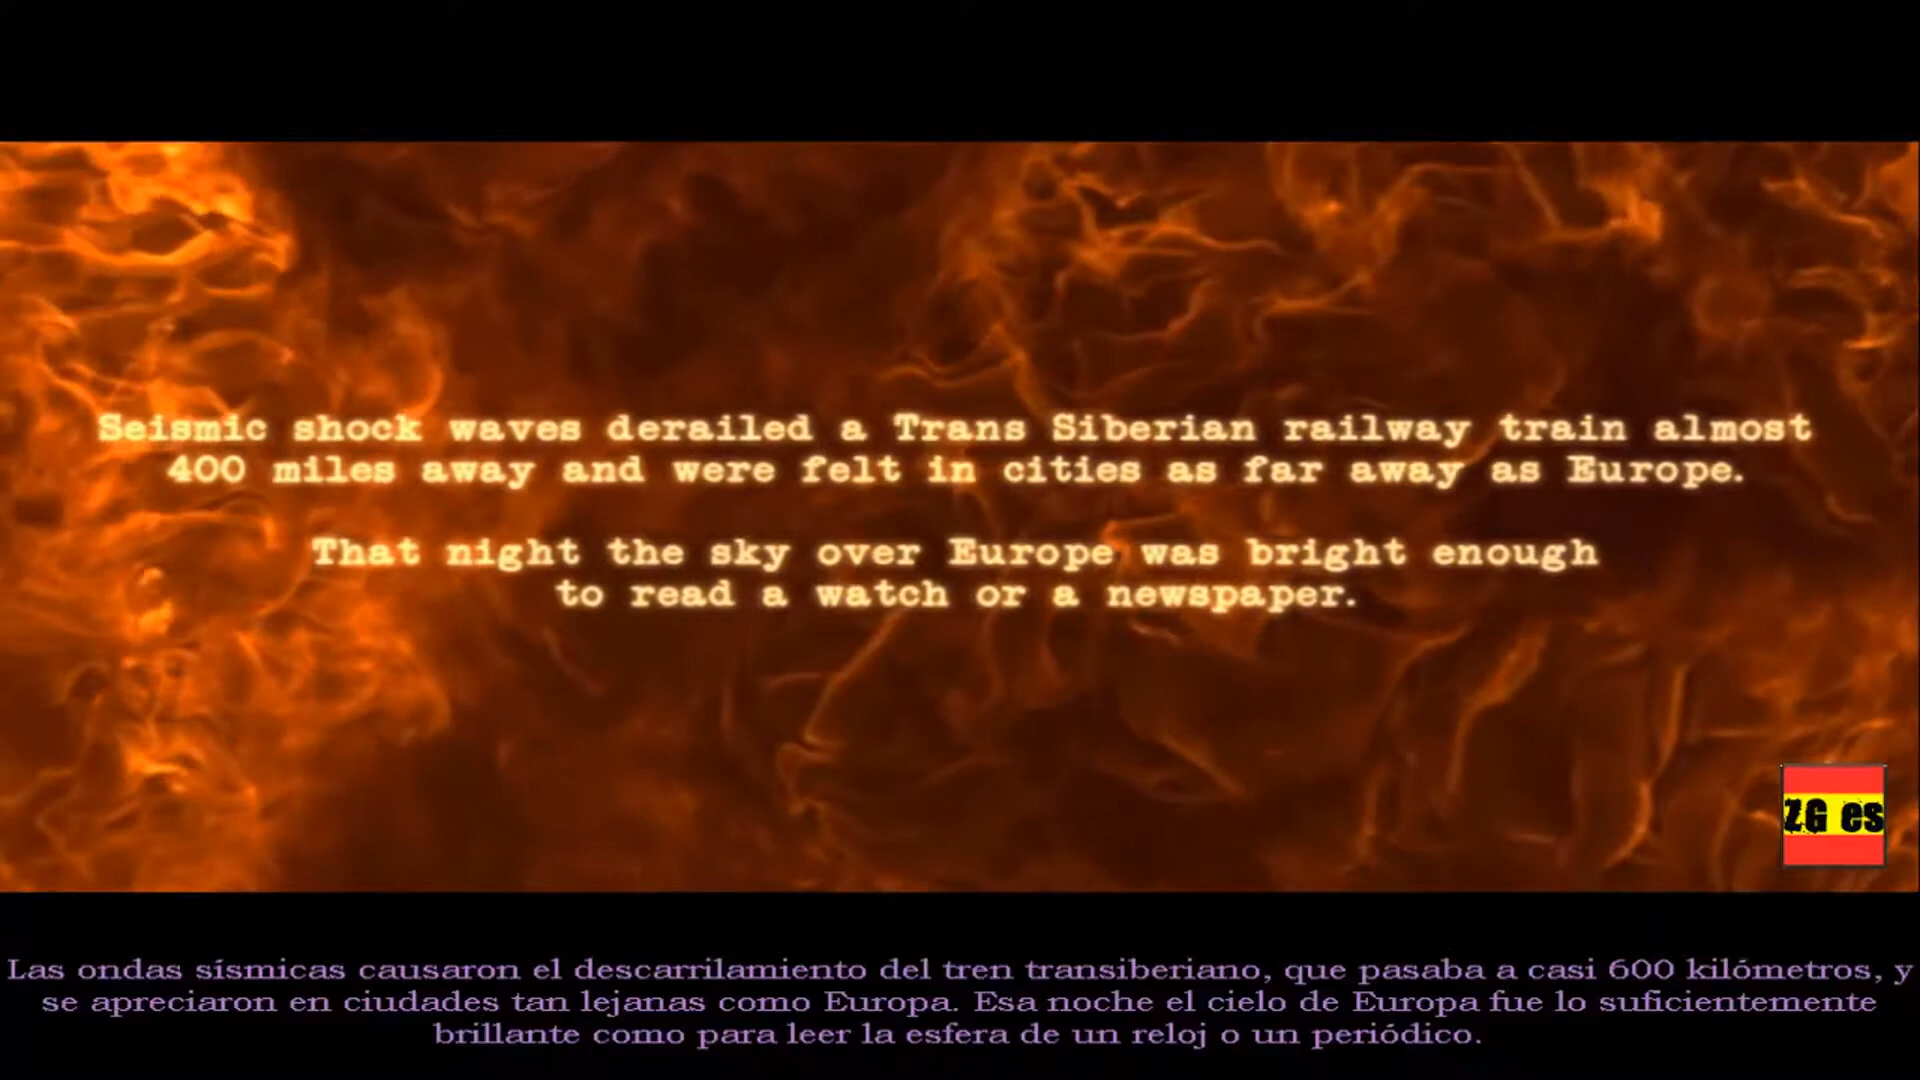 Seismic shock waves derailed a Trans Siberian railway train almost
400 miles away and were felt in cities as far away as Europe.
That night the sky over Europe was bright enough
to read a watch or a newspaper.
ZG es
Las ondas sísmicas causaron el descarrilamiento del tren transiberiano, que pasaba a casi 600 kilómetros, y
se apreciaron en ciudades tan lejanas como Europa. Esa noche el cielo de Europa fue lo suficientemente
brillante como para leer la esfera de un reloj o un periódico.